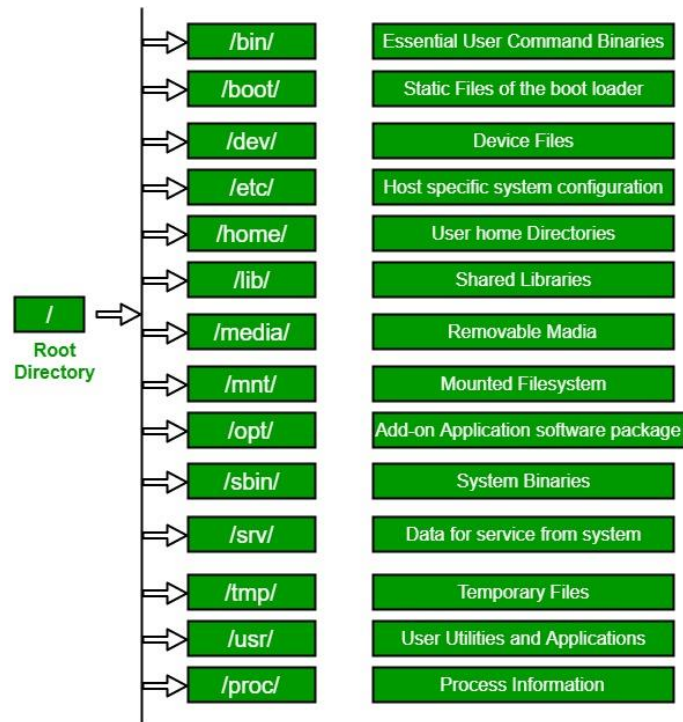 /bin/ Essential User Command Binaries
/boot/ Static Files of the boot loader
/dev/ Device Files
/etc/ Host specific system configuration
/home/ User home Directories
/lib/ Shared Libraries
/
Root
Directory
/media/ Removable Madia
/mnt/ Mounted Filesystem
/opt/ Add-on Application software package
/sbin/ System Binaries
/srv/ Data for service from system
/tmp/ Temporary Files
/usr/ User Utilities and Applications
/proc/ Process Information